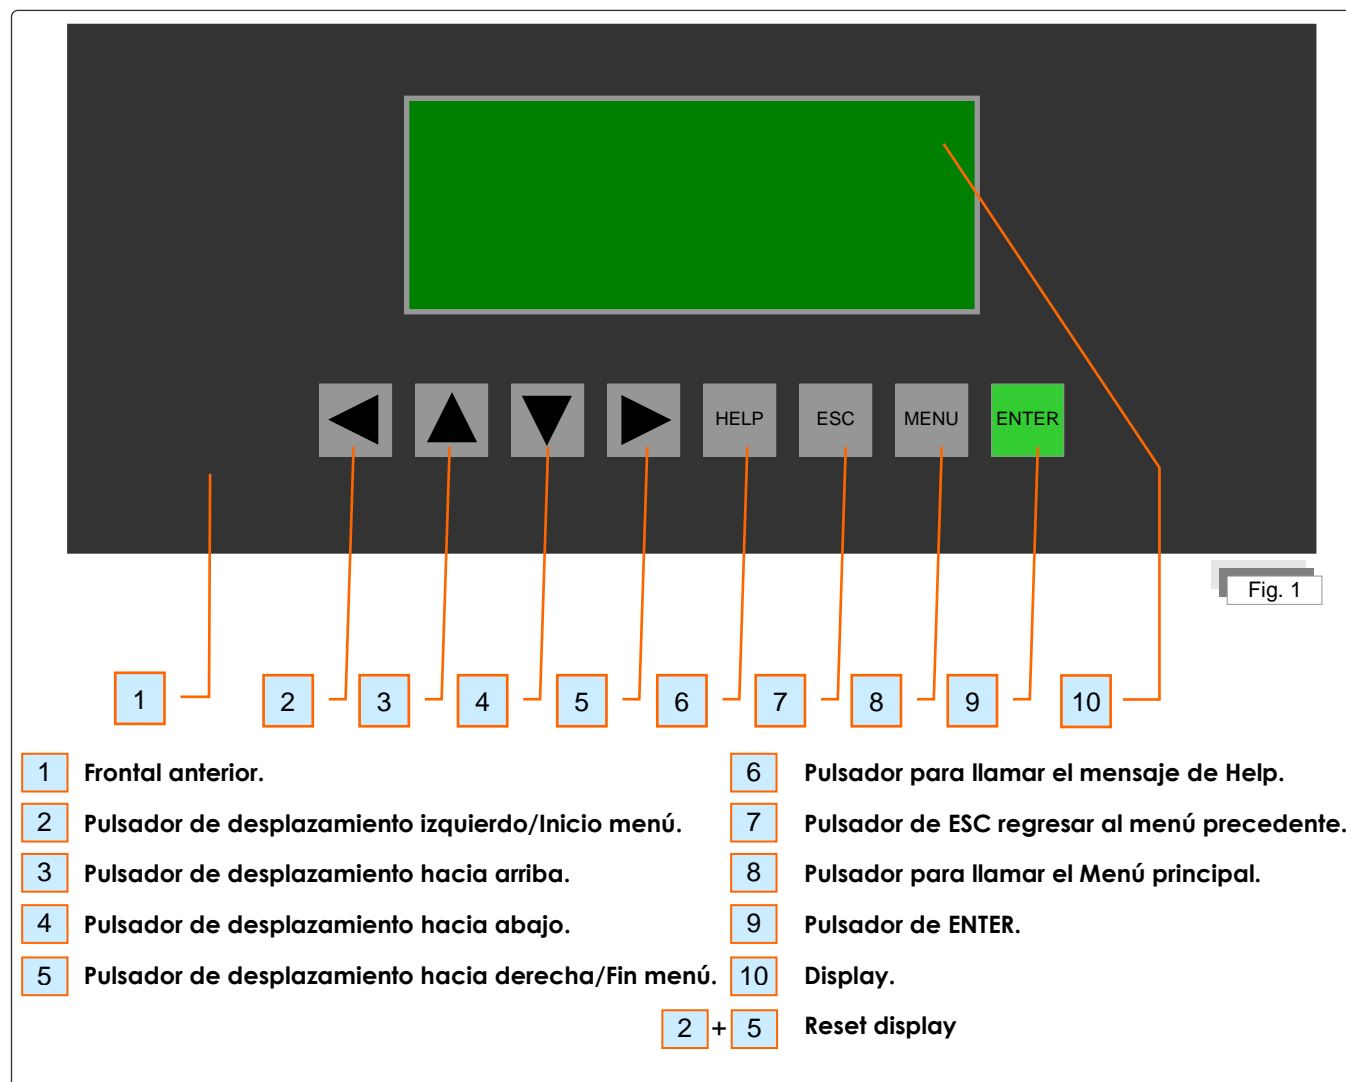 HELP ESC MENU ENTER
Fig. 1
1 2 3 4 5 6 7 8 9 10
1 Frontal anterior.
2 Pulsador de desplazamiento izquierdo/Inicio menú.
3 Pulsador de desplazamiento hacia arriba.
4 Pulsador de desplazamiento hacia abajo.
5 Pulsador de desplazamiento hacia derecha/Fin menú.
6 Pulsador para llamar el mensaje de Help.
7 Pulsador de ESC regresar al menú precedente.
8 Pulsador para llamar el Menú principal.
9 Pulsador de ENTER.
10 Display.
2 + 5 Reset display